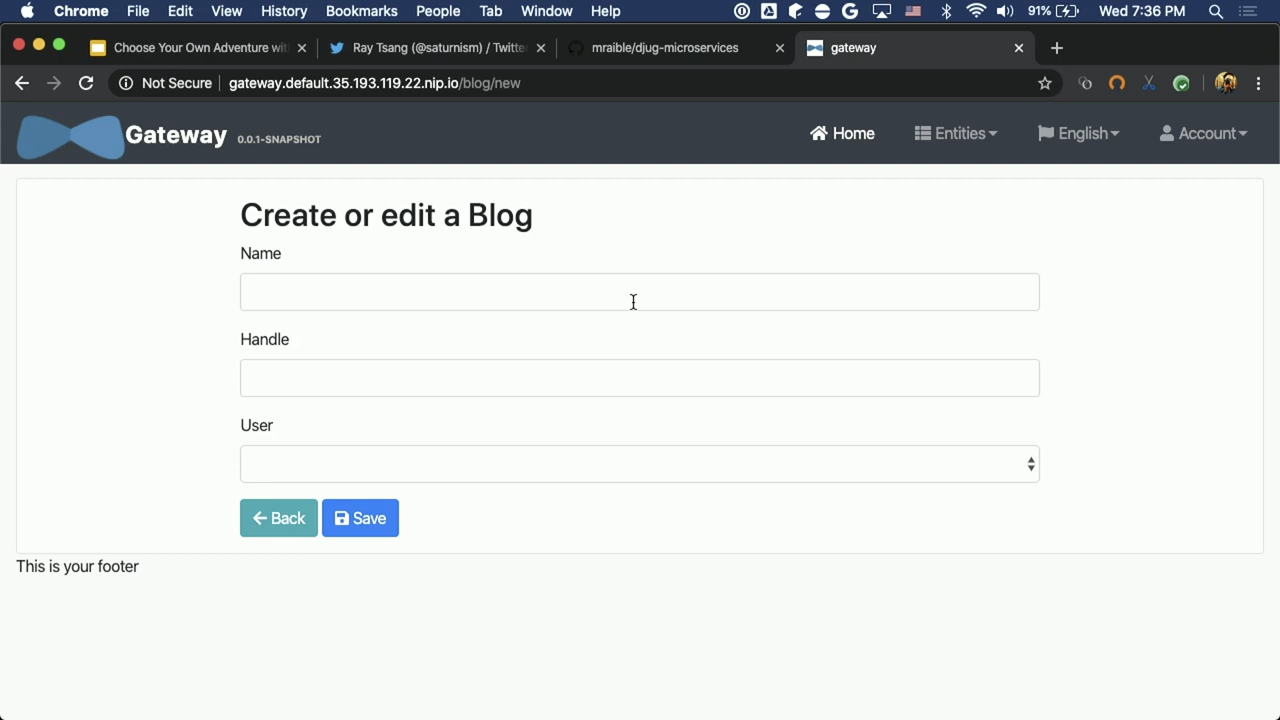 Chrome File Edit View History Bookmarks People Tab Window Help 91% Wed 7:36 PM
Choose Your Own Adventure wit Ray Tsang (@saturnism) / Twitte mraible/djug-microservices gateway
Not Secure gateway.default.35.193.119.22.nip.io/blog/new
Gateway 0.0.1-SNAPSHOT Home Entities English Account
Create or edit a Blog
Name
Handle
User
Back Save
This is your footer